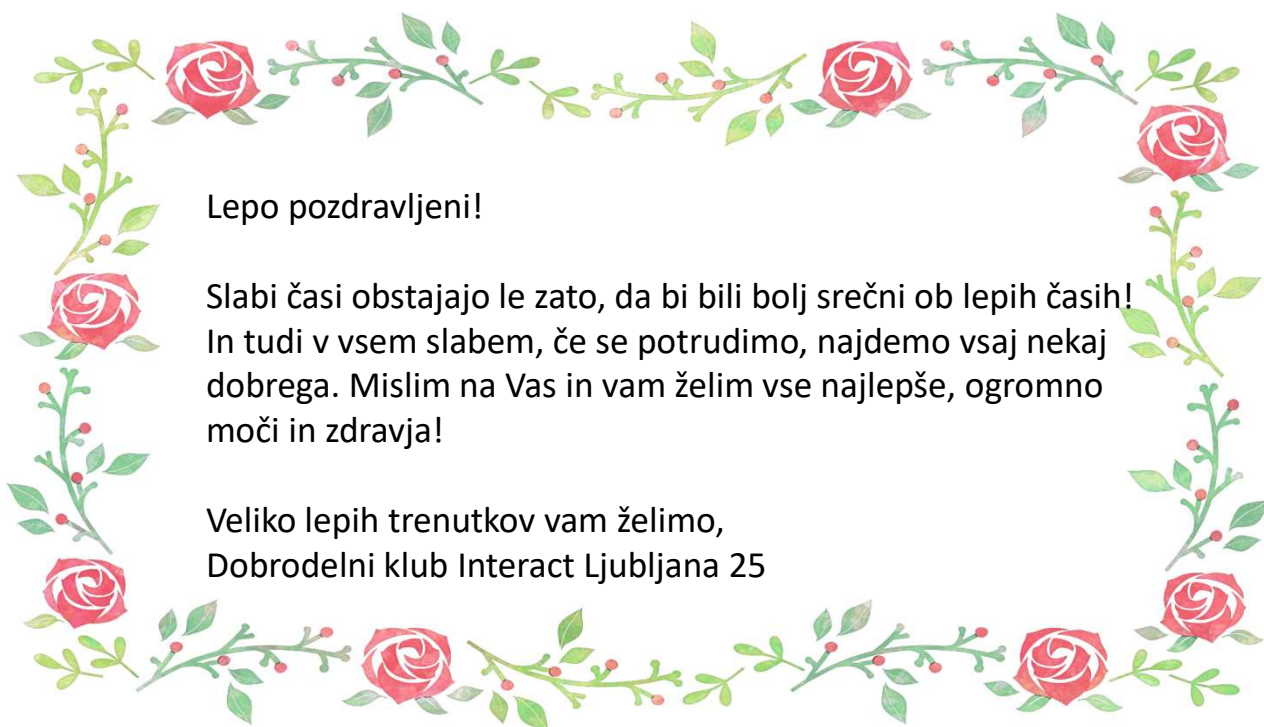 Lepo pozdravljeni!
Slabi časi obstajajo le zato, da bi bili bolj srečni ob lepih časih!
In tudi v vsem slabem, če se potrudimo, najdemo vsaj nekaj
dobrega. Mislim na Vas in vam želim vse najlepše, ogromno
moči in zdravja!
Veliko lepih trenutkov vam želimo,
Dobrodelni klub Interact Ljubljana 25